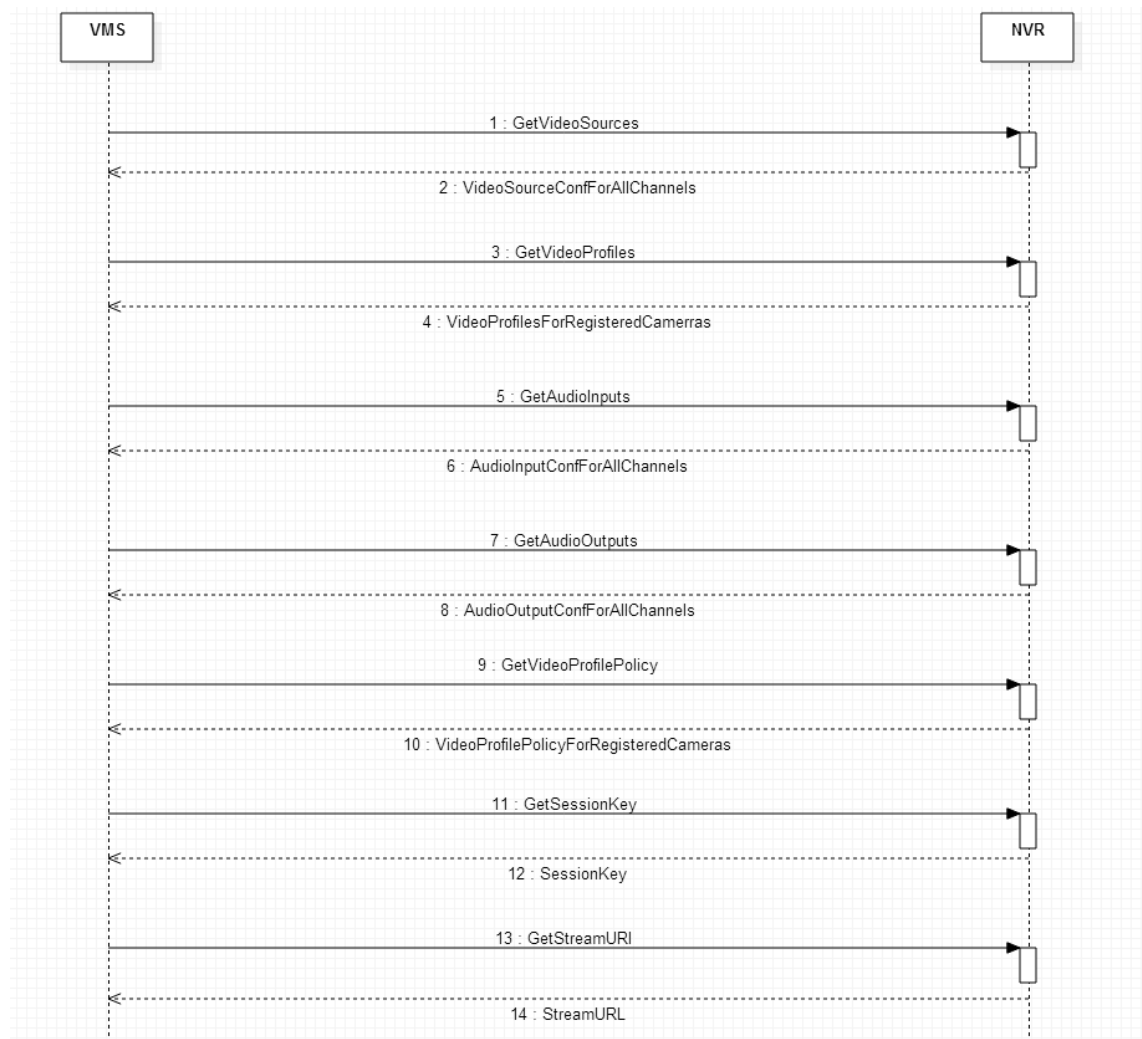 VMS
NVR
1 : GetVideoSources
2 : VideoSourceConfForAllChannels
3 : GetVideoProfiles
4 : VideoProfilesForRegisteredCamerras
5 : GetAudioInputs
6 : AudioInputConfForAllChannels
7 : GetAudioOutputs
8 : AudioOutputConfForAllChannels
9 : GetVideoProfilePolicy
10 : VideoProfilePolicyForRegisteredCameras
11 : GetSessionKey
12 : SessionKey
13 : GetStreamURI
14 : StreamURL